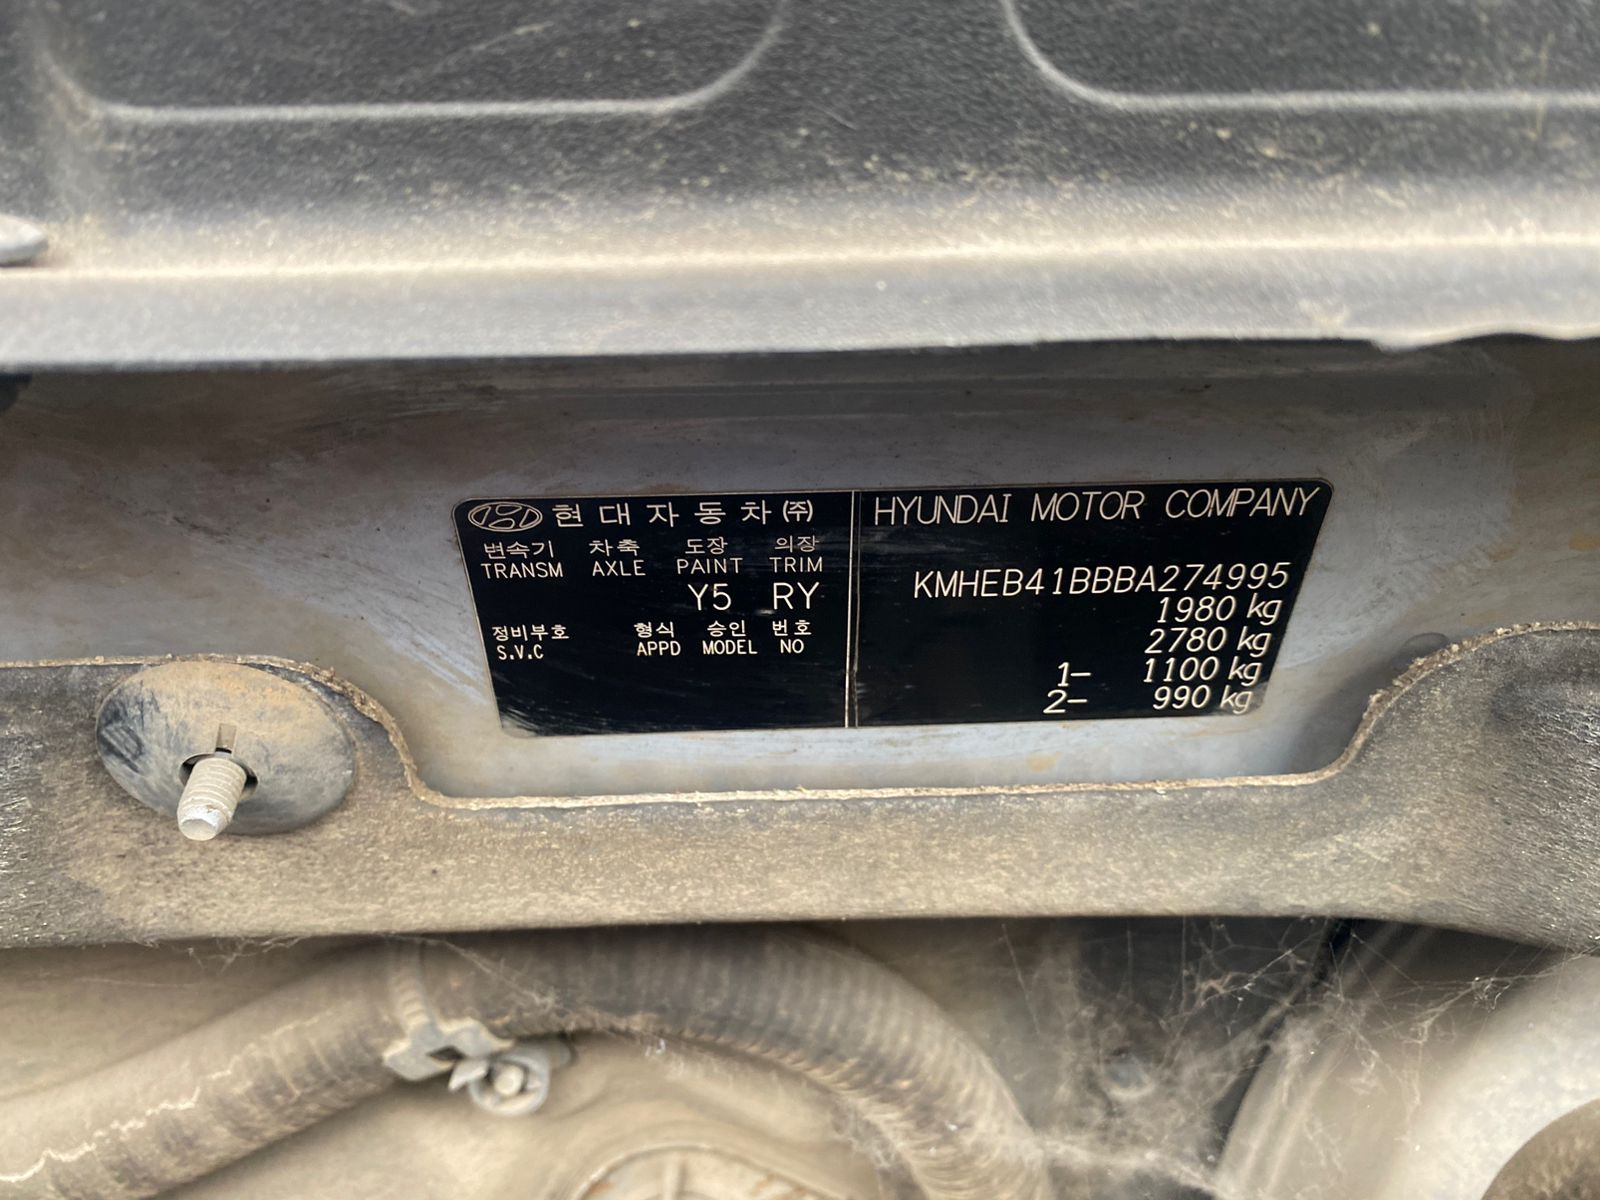 현대자동차(주)
변속기 차축 도장 의장
TRANSM AXLE PAINT TRIM
Y5 RY
정비부호 형식 승인 번호
S.V.C APPD MODEL NO
HYUNDAI MOTOR COMPANY
KMHEB41BBBA274995
1980 kg
2780 kg
1- 1100 kg
2- 990 kg